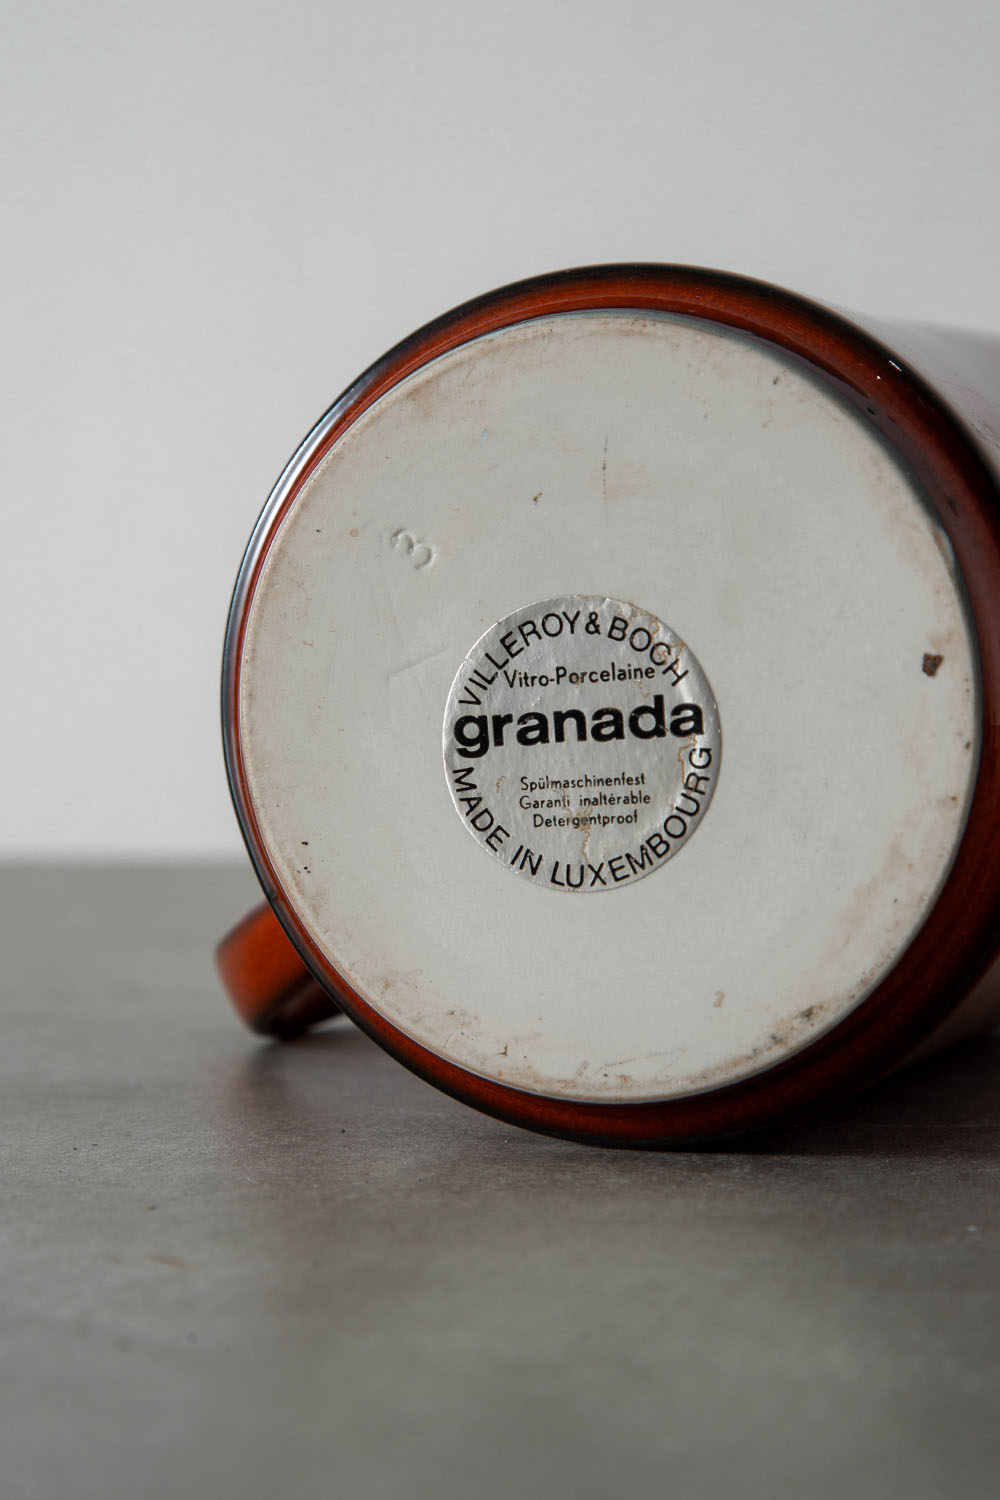 3
VILLEROY & BOCH
Vitro-Porcelaine
granada
Spülmaschinenfest
Garanti inaltérable
Detergentproof
MADE IN LUXEMBOURG